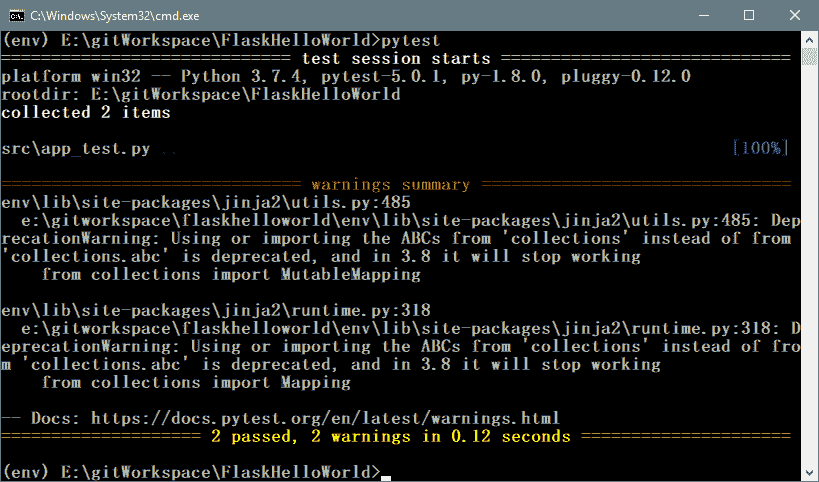 C:\Windows\System32\cmd.exe
(env) E:\gitWorkspace\FlaskHelloWorld>pytest
============================= test session starts =============================
platform win32 -- Python 3.7.4, pytest-5.0.1, py-1.8.0, pluggy-0.12.0
rootdir: E:\gitWorkspace\FlaskHelloWorld
collected 2 items
src\app_test.py .. [100%]
============================== warnings summary ===============================
env\lib\site-packages\jinja2\utils.py:485
e:\gitworkspace\flaskhelloworld\env\lib\site-packages\jinja2\utils.py:485: Dep
recationWarning: Using or importing the ABCs from 'collections' instead of from
'collections.abc' is deprecated, and in 3.8 it will stop working
from collections import MutableMapping
env\lib\site-packages\jinja2\runtime.py:318
e:\gitworkspace\flaskhelloworld\env\lib\site-packages\jinja2\runtime.py:318: D
eprecationWarning: Using or importing the ABCs from 'collections' instead of fro
m 'collections.abc' is deprecated, and in 3.8 it will stop working
from collections import Mapping
-- Docs: https://docs.pytest.org/en/latest/warnings.html
==================== 2 passed, 2 warnings in 0.12 seconds =====================
(env) E:\gitWorkspace\FlaskHelloWorld>